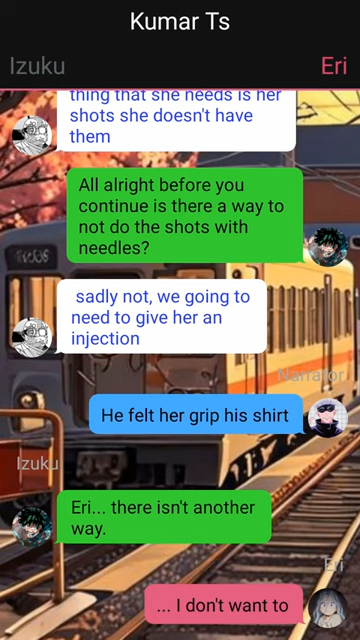 Kumar Ts
Izuku
Eri
thing that she needs is her
shots she doesn't have
them
All alright before you
continue is there a way to
not do the shots with
needles?
sadly not, we going to
need to give her an
injection
Narrator
He felt her grip his shirt
Izuku
Eri... there isn't another
way.
Eri
... I don't want to